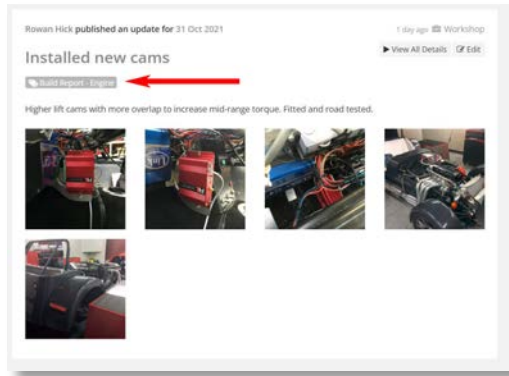 Rowan Hick published an update for 31 Oct 2021
1 day ago Workshop
Installed new cams
View All Details Edit
Build Report - Engine
Higher lift cams with more overlap to increase mid-range torque. Fitted and road tested.
Link